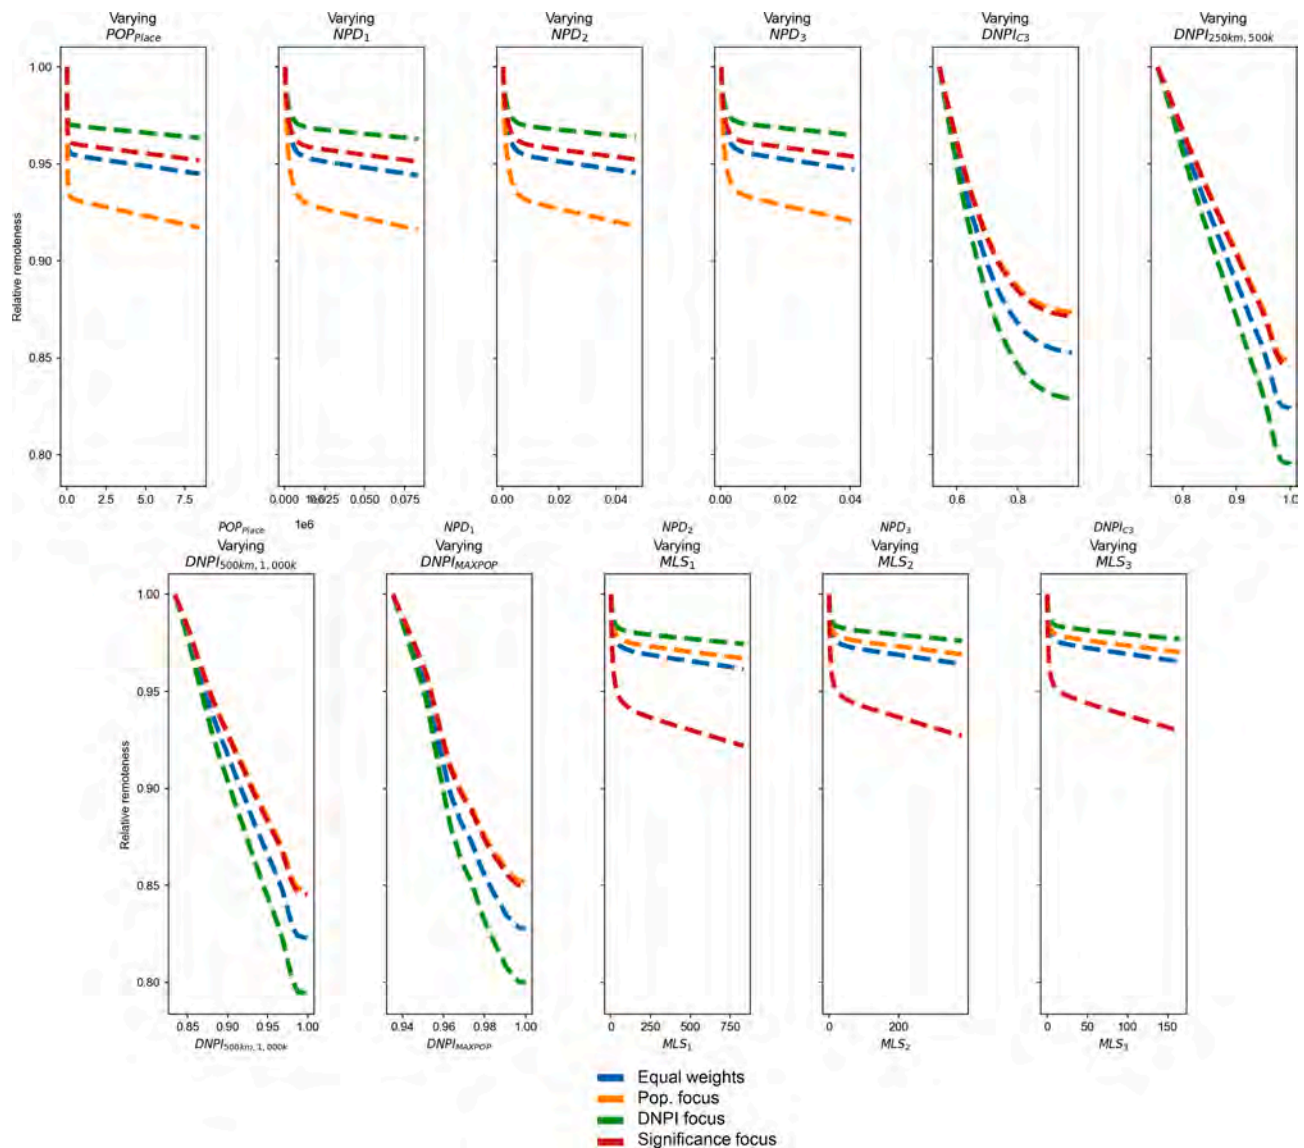 Varying Varying Varying Varying Varying Varying
POP_Place NPD_1 NPD_2 NPD_3 DNPI_C3 DNPI_250km,500k
1.00
0.95
0.90
0.85
0.80
Relative remoteness
0.0 2.5 5.0 7.5 0.000 0.025 0.050 0.075 0.00 0.02 0.04 0.00 0.02 0.04 0.6 0.8 0.8 0.9 1.0
1e6
POP_Place NPD_1 NPD_2 NPD_3 DNPI_C3
Varying Varying Varying Varying Varying
DNPI_500km,1,000k DNPI_MAXPOP MLS_1 MLS_2 MLS_3
1.00
0.95
0.90
0.85
0.80
Relative remoteness
0.85 0.90 0.95 1.00 0.94 0.96 0.98 1.00 0 250 500 750 0 200 0 50 100 150
DNPI_500km,1,000k DNPI_MAXPOP MLS_1 MLS_2 MLS_3
Equal weights
Pop. focus
DNPI focus
Significance focus